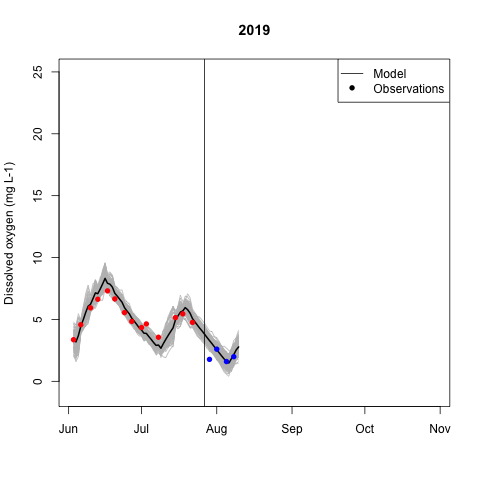 2019
Model
Observations
Dissolved oxygen (mg L-1)
25
20
15
10
5
0
Jun Jul Aug Sep Oct Nov